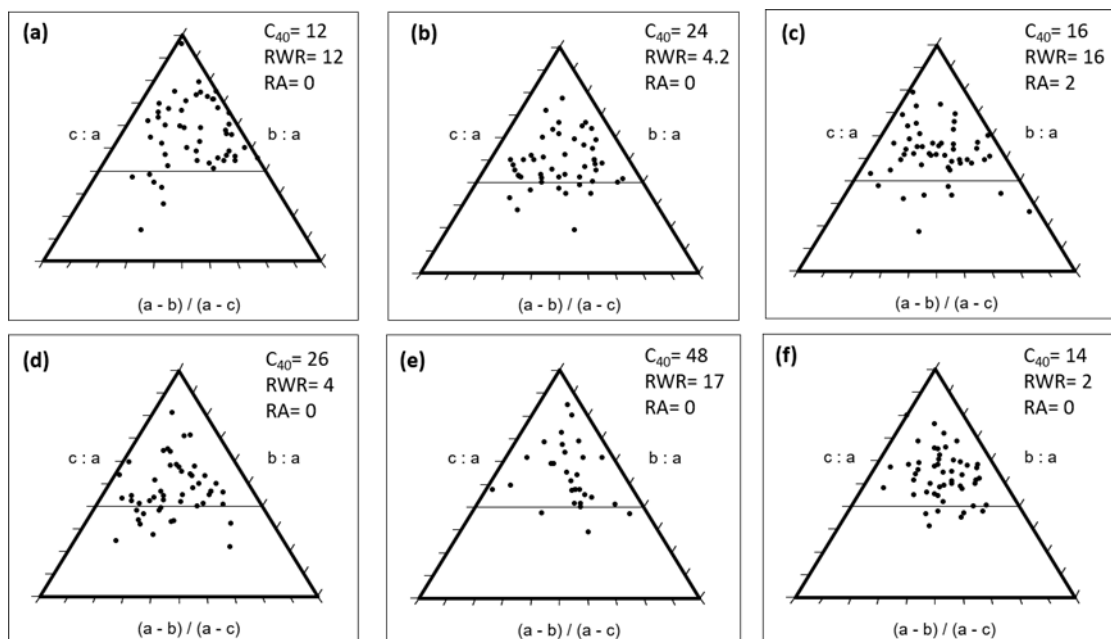 (a)
C₄₀= 12
RWR= 12
RA= 0
c : a
b : a
(a - b) / (a - c)
(b)
C₄₀= 24
RWR= 4.2
RA= 0
c : a
b : a
(a - b) / (a - c)
(c)
C₄₀= 16
RWR= 16
RA= 2
c : a
b : a
(a - b) / (a - c)
(d)
C₄₀= 26
RWR= 4
RA= 0
c : a
b : a
(a - b) / (a - c)
(e)
C₄₀= 48
RWR= 17
RA= 0
c : a
b : a
(a - b) / (a - c)
(f)
C₄₀= 14
RWR= 2
RA= 0
c : a
b : a
(a - b) / (a - c)